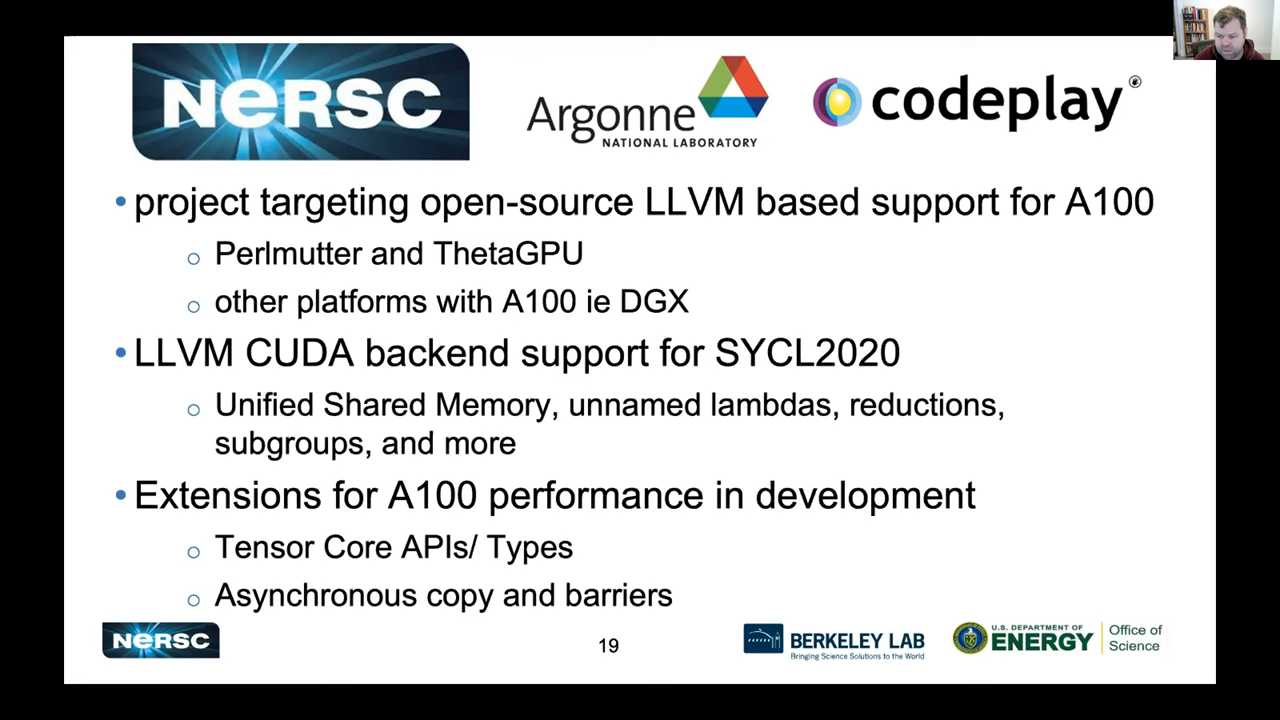 NERSC
Argonne
NATIONAL LABORATORY
codeplay®
• project targeting open-source LLVM based support for A100
o Perlmutter and ThetaGPU
o other platforms with A100 ie DGX
• LLVM CUDA backend support for SYCL2020
o Unified Shared Memory, unnamed lambdas, reductions,
subgroups, and more
• Extensions for A100 performance in development
o Tensor Core APIs/ Types
o Asynchronous copy and barriers
NERSC
19
BERKELEY LAB
Bringing Science Solutions to the World
U.S. DEPARTMENT OF
ENERGY
Office of
Science